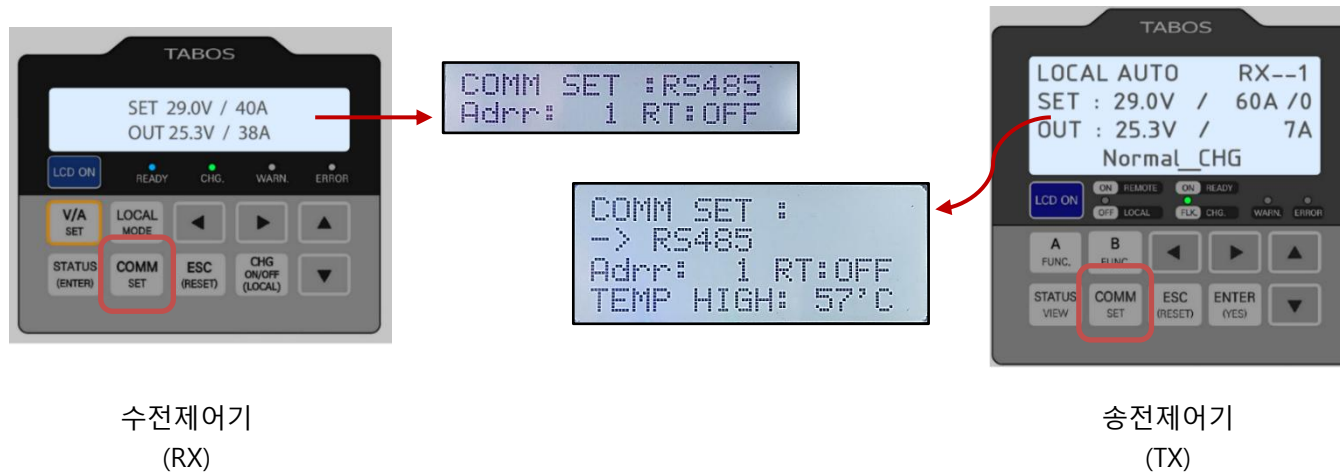 TABOS
SET 29.0V / 40A
OUT 25.3V / 38A
LCD ON
READY
CHG.
WARN.
ERROR
V/A
SET
LOCAL
MODE
◀
▶
▲
STATUS
(ENTER)
COMM
SET
ESC
(RESET)
CHG
ON/OFF
(LOCAL)
▼
수전제어기
(RX)
COMM SET :RS485
Adrr: 1 RT:OFF
COMM SET :
-> RS485
Adrr: 1 RT:OFF
TEMP HIGH: 57'C
TABOS
LOCAL AUTO RX--1
SET : 29.0V / 60A /0
OUT : 25.3V / 7A
Normal__CHG
LCD ON
ON REMOTE
ON READY
OFF LOCAL
FLK. CHG.
WARN.
ERROR
A
FUNC.
B
FUNC.
◀
▶
▲
STATUS
VIEW
COMM
SET
ESC
(RESET)
ENTER
(YES)
▼
송전제어기
(TX)